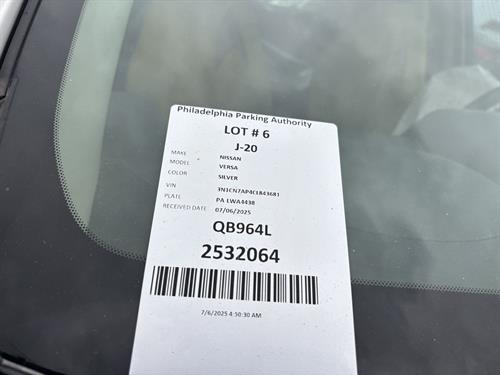 Philadelphia Parking Authority
LOT # 6
J-20
MAKE NISSAN
MODEL VERSA
COLOR SILVER
VIN 3N1CN7AP4CL843681
PLATE PA LWA4438
RECEIVED DATE 07/06/2025
QB964L
2532064
7/6/2025 4:50:30 AM